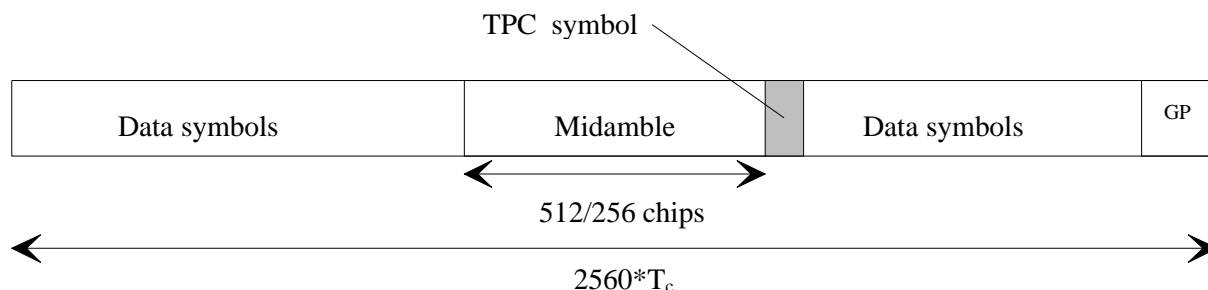 TPC symbol
Data symbols Midamble Data symbols GP
512/256 chips
2560*Tc